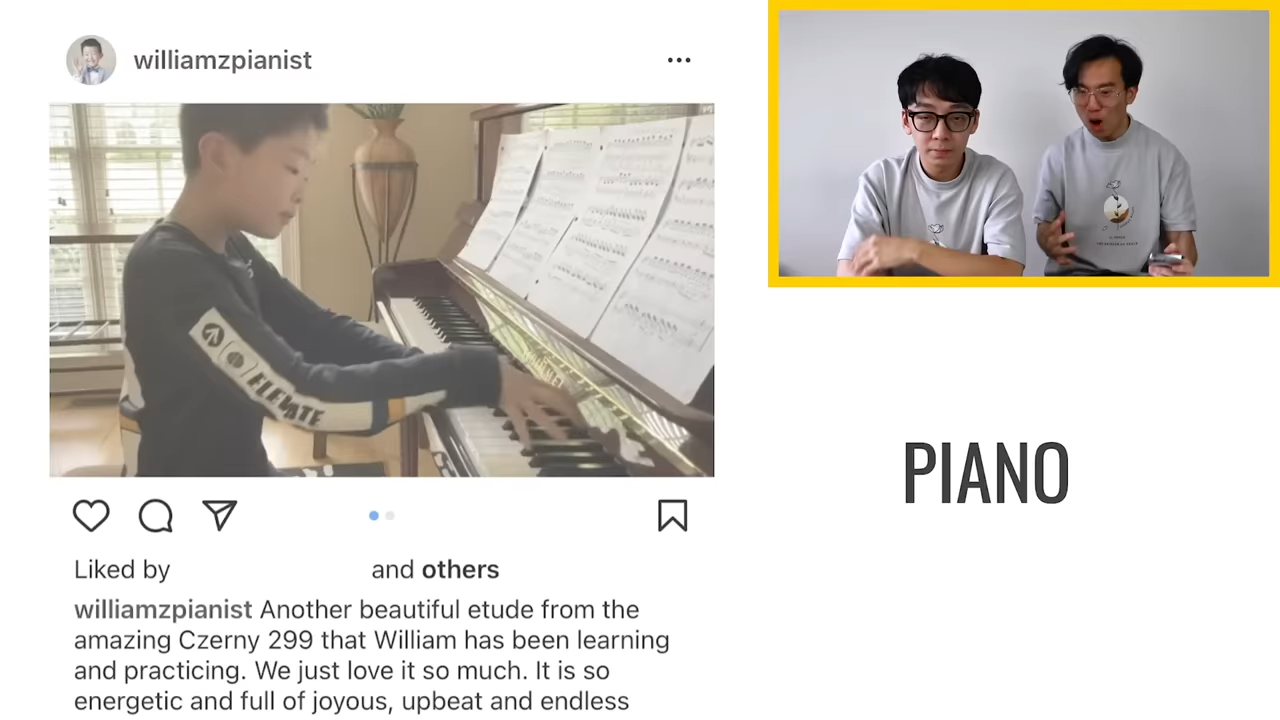 williamzpianist
ELEVATE
PIANO
Liked by and others
williamzpianist Another beautiful etude from the
amazing Czerny 299 that William has been learning
and practicing. We just love it so much. It is so
energetic and full of joyous, upbeat and endless